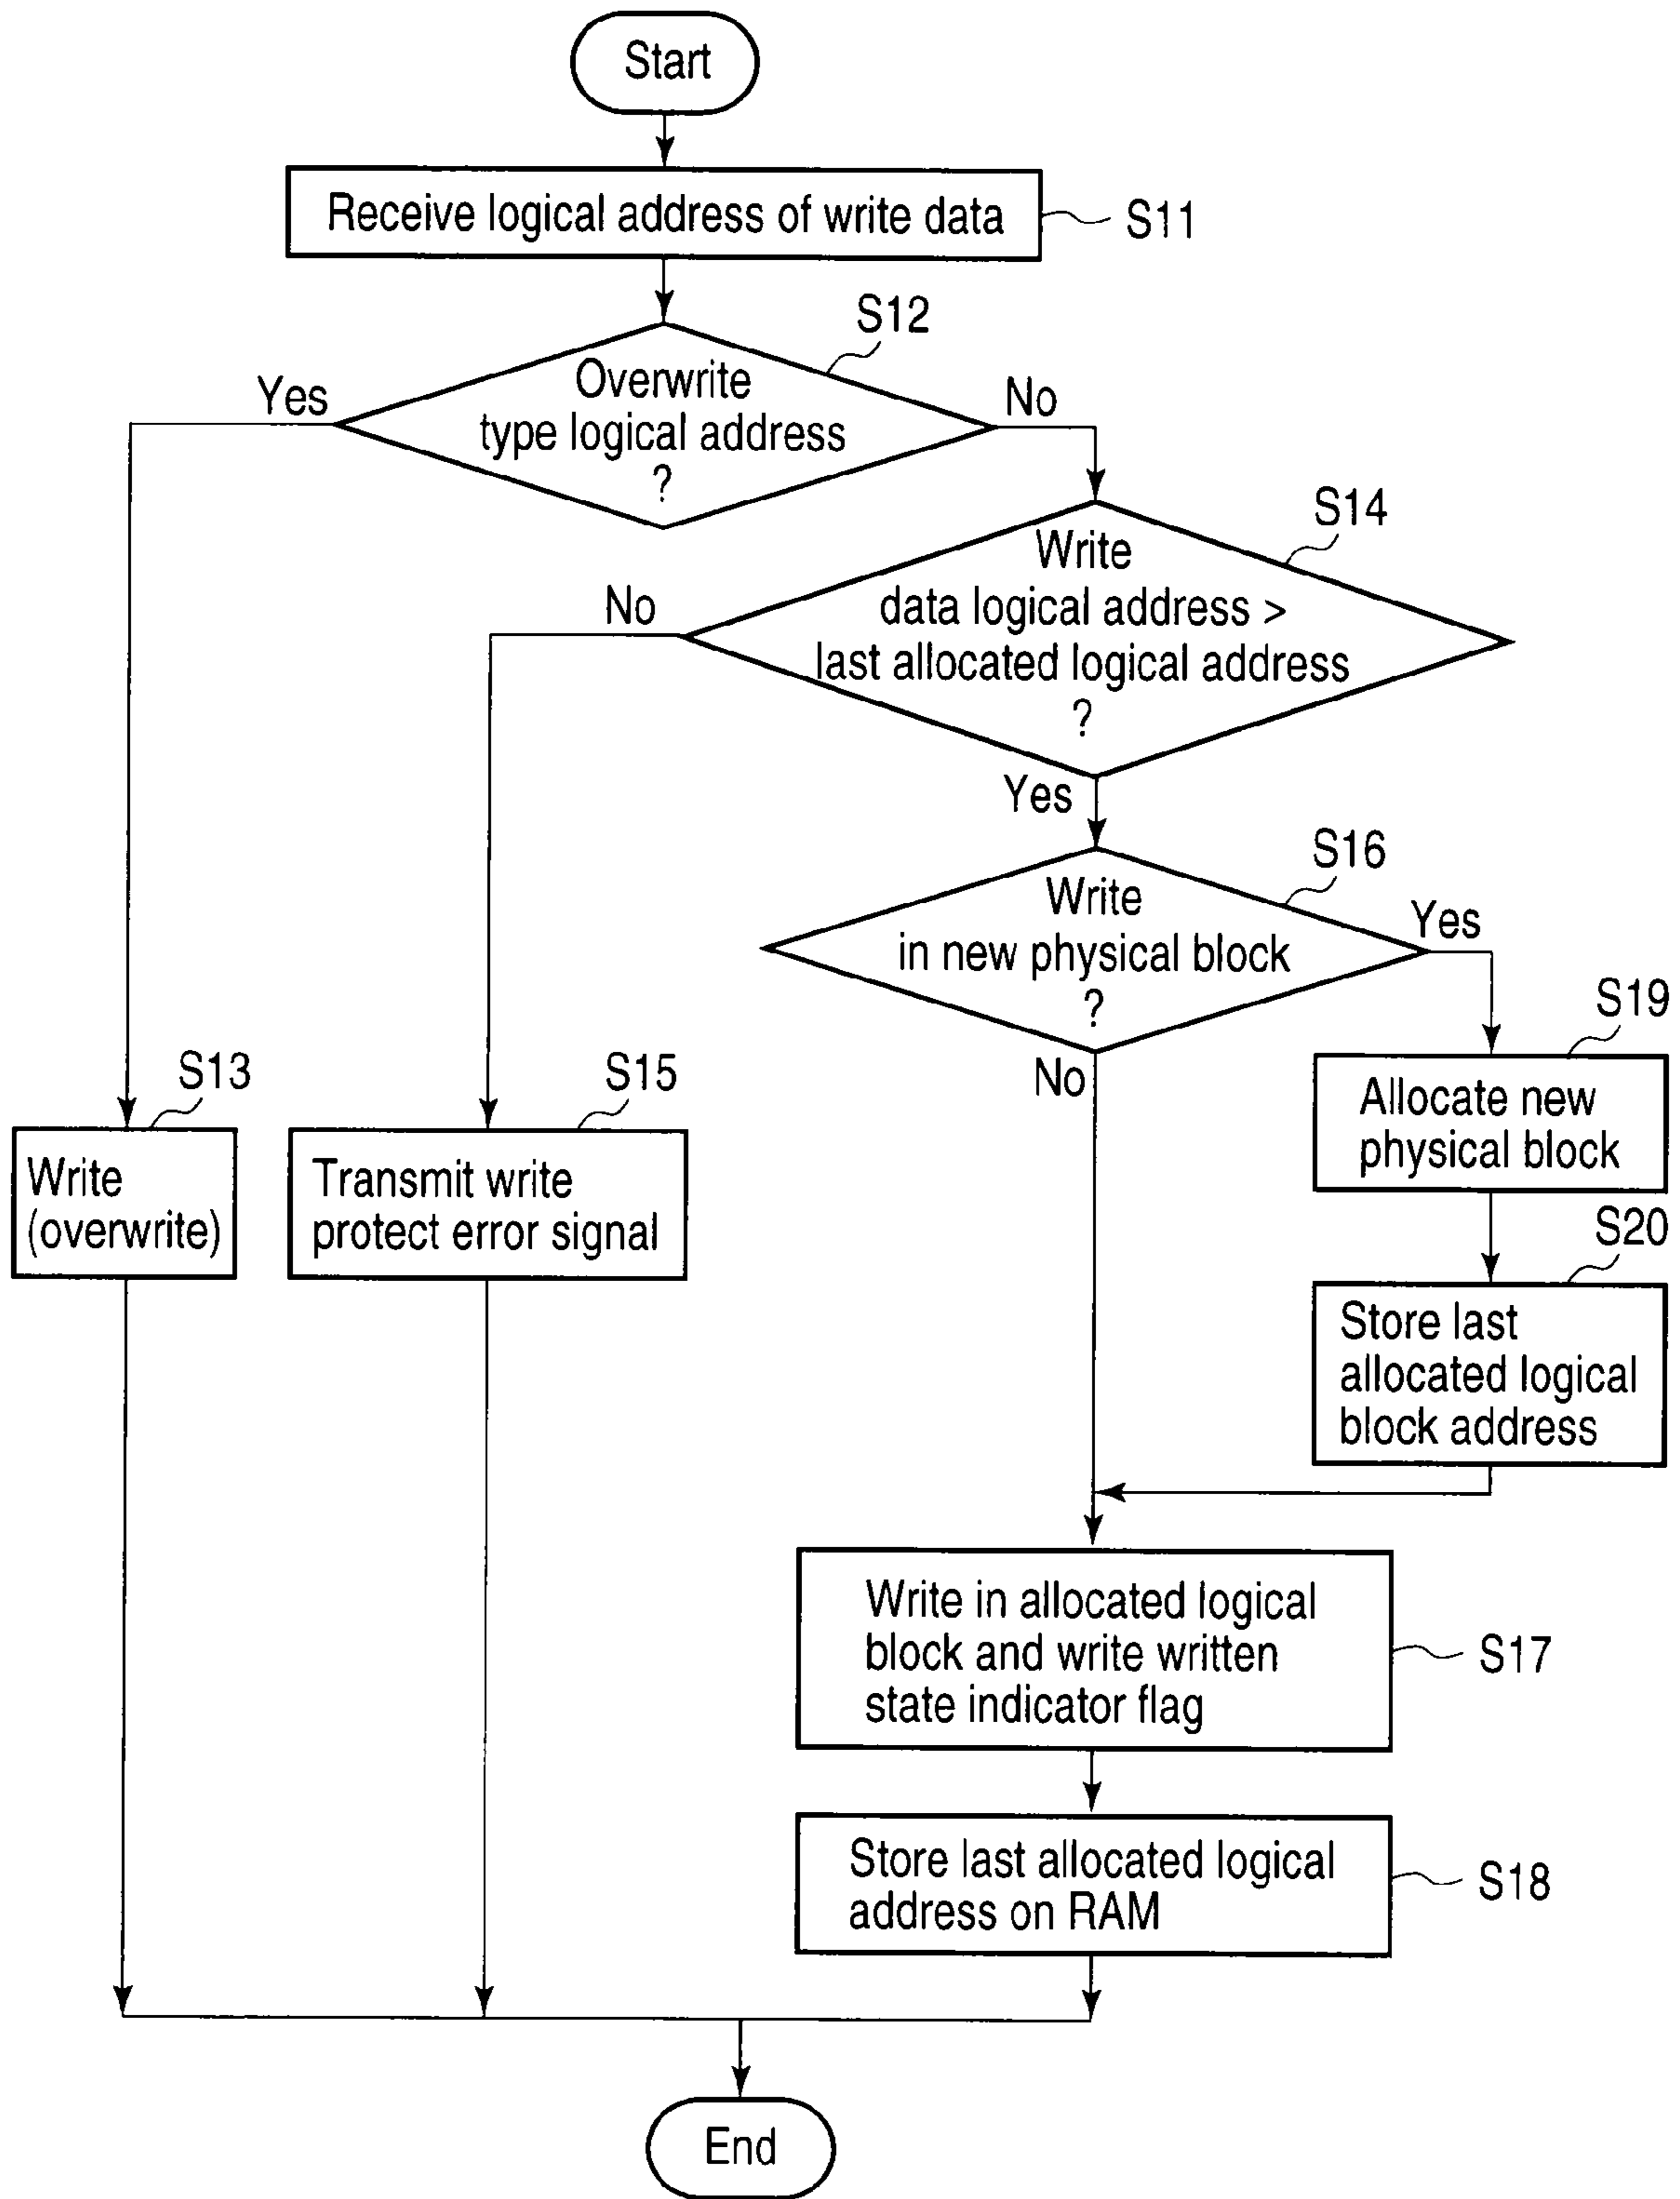 Start
Receive logical address of write data
S11
S12
Overwrite
type logical address
?
Yes
No
S14
Write
data logical address >
last allocated logical address
?
No
Yes
S16
Write
in new physical block
?
Yes
No
S19
Allocate new
physical block
S13
Write
(overwrite)
S15
Transmit write
protect error signal
S20
Store last
allocated logical
block address
Write in allocated logical
block and write written
state indicator flag
S17
Store last allocated logical
address on RAM
S18
End